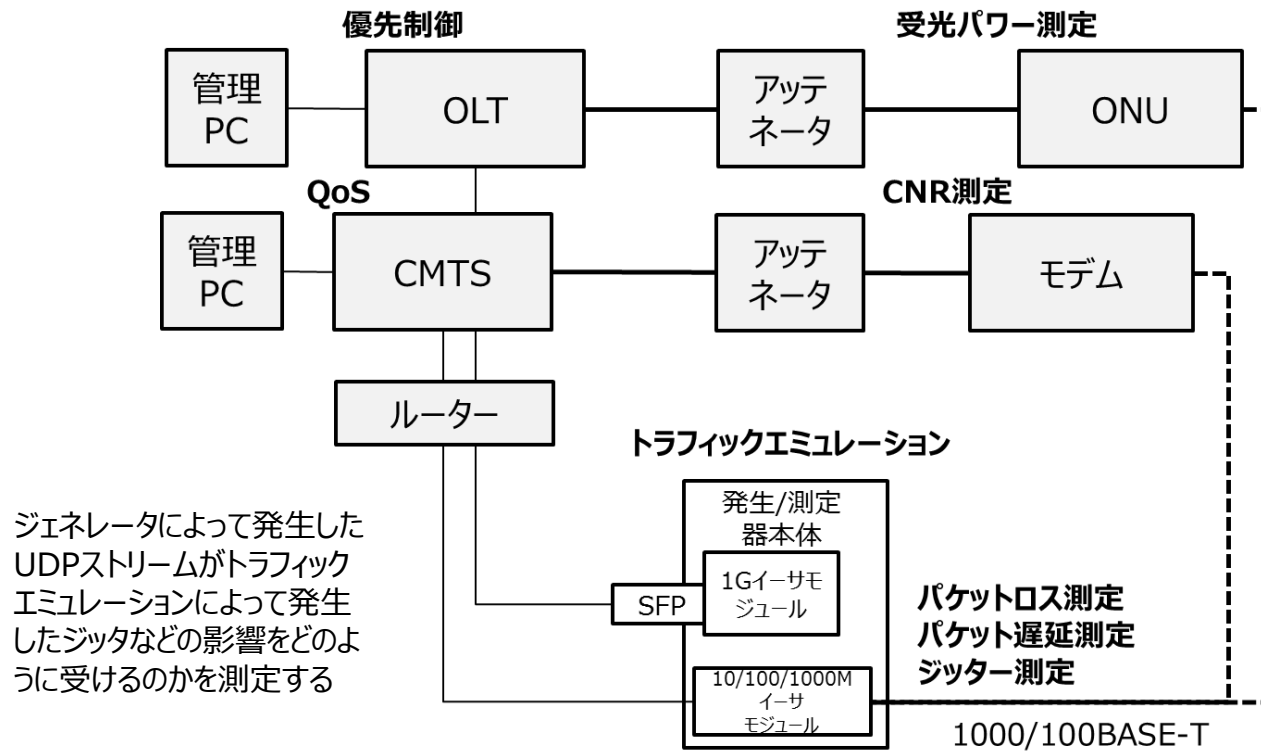 優先制御
受光パワー測定
管理
PC
OLT
アッテ
ネータ
ONU
QoS
CNR測定
管理
PC
CMTS
アッテ
ネータ
モデム
ルーター
トラフィックエミュレーション
発生/測定
器本体
ジェネレータによって発生した
UDPストリームがトラフィック
エミュレーションによって発生
したジッタなどの影響をどのよ
うに受けるのかを測定する
SFP
1Gイーサモ
ジュール
パケットロス測定
パケット遅延測定
ジッター測定
10/100/1000M
イーサ
モジュール
1000/100BASE-T